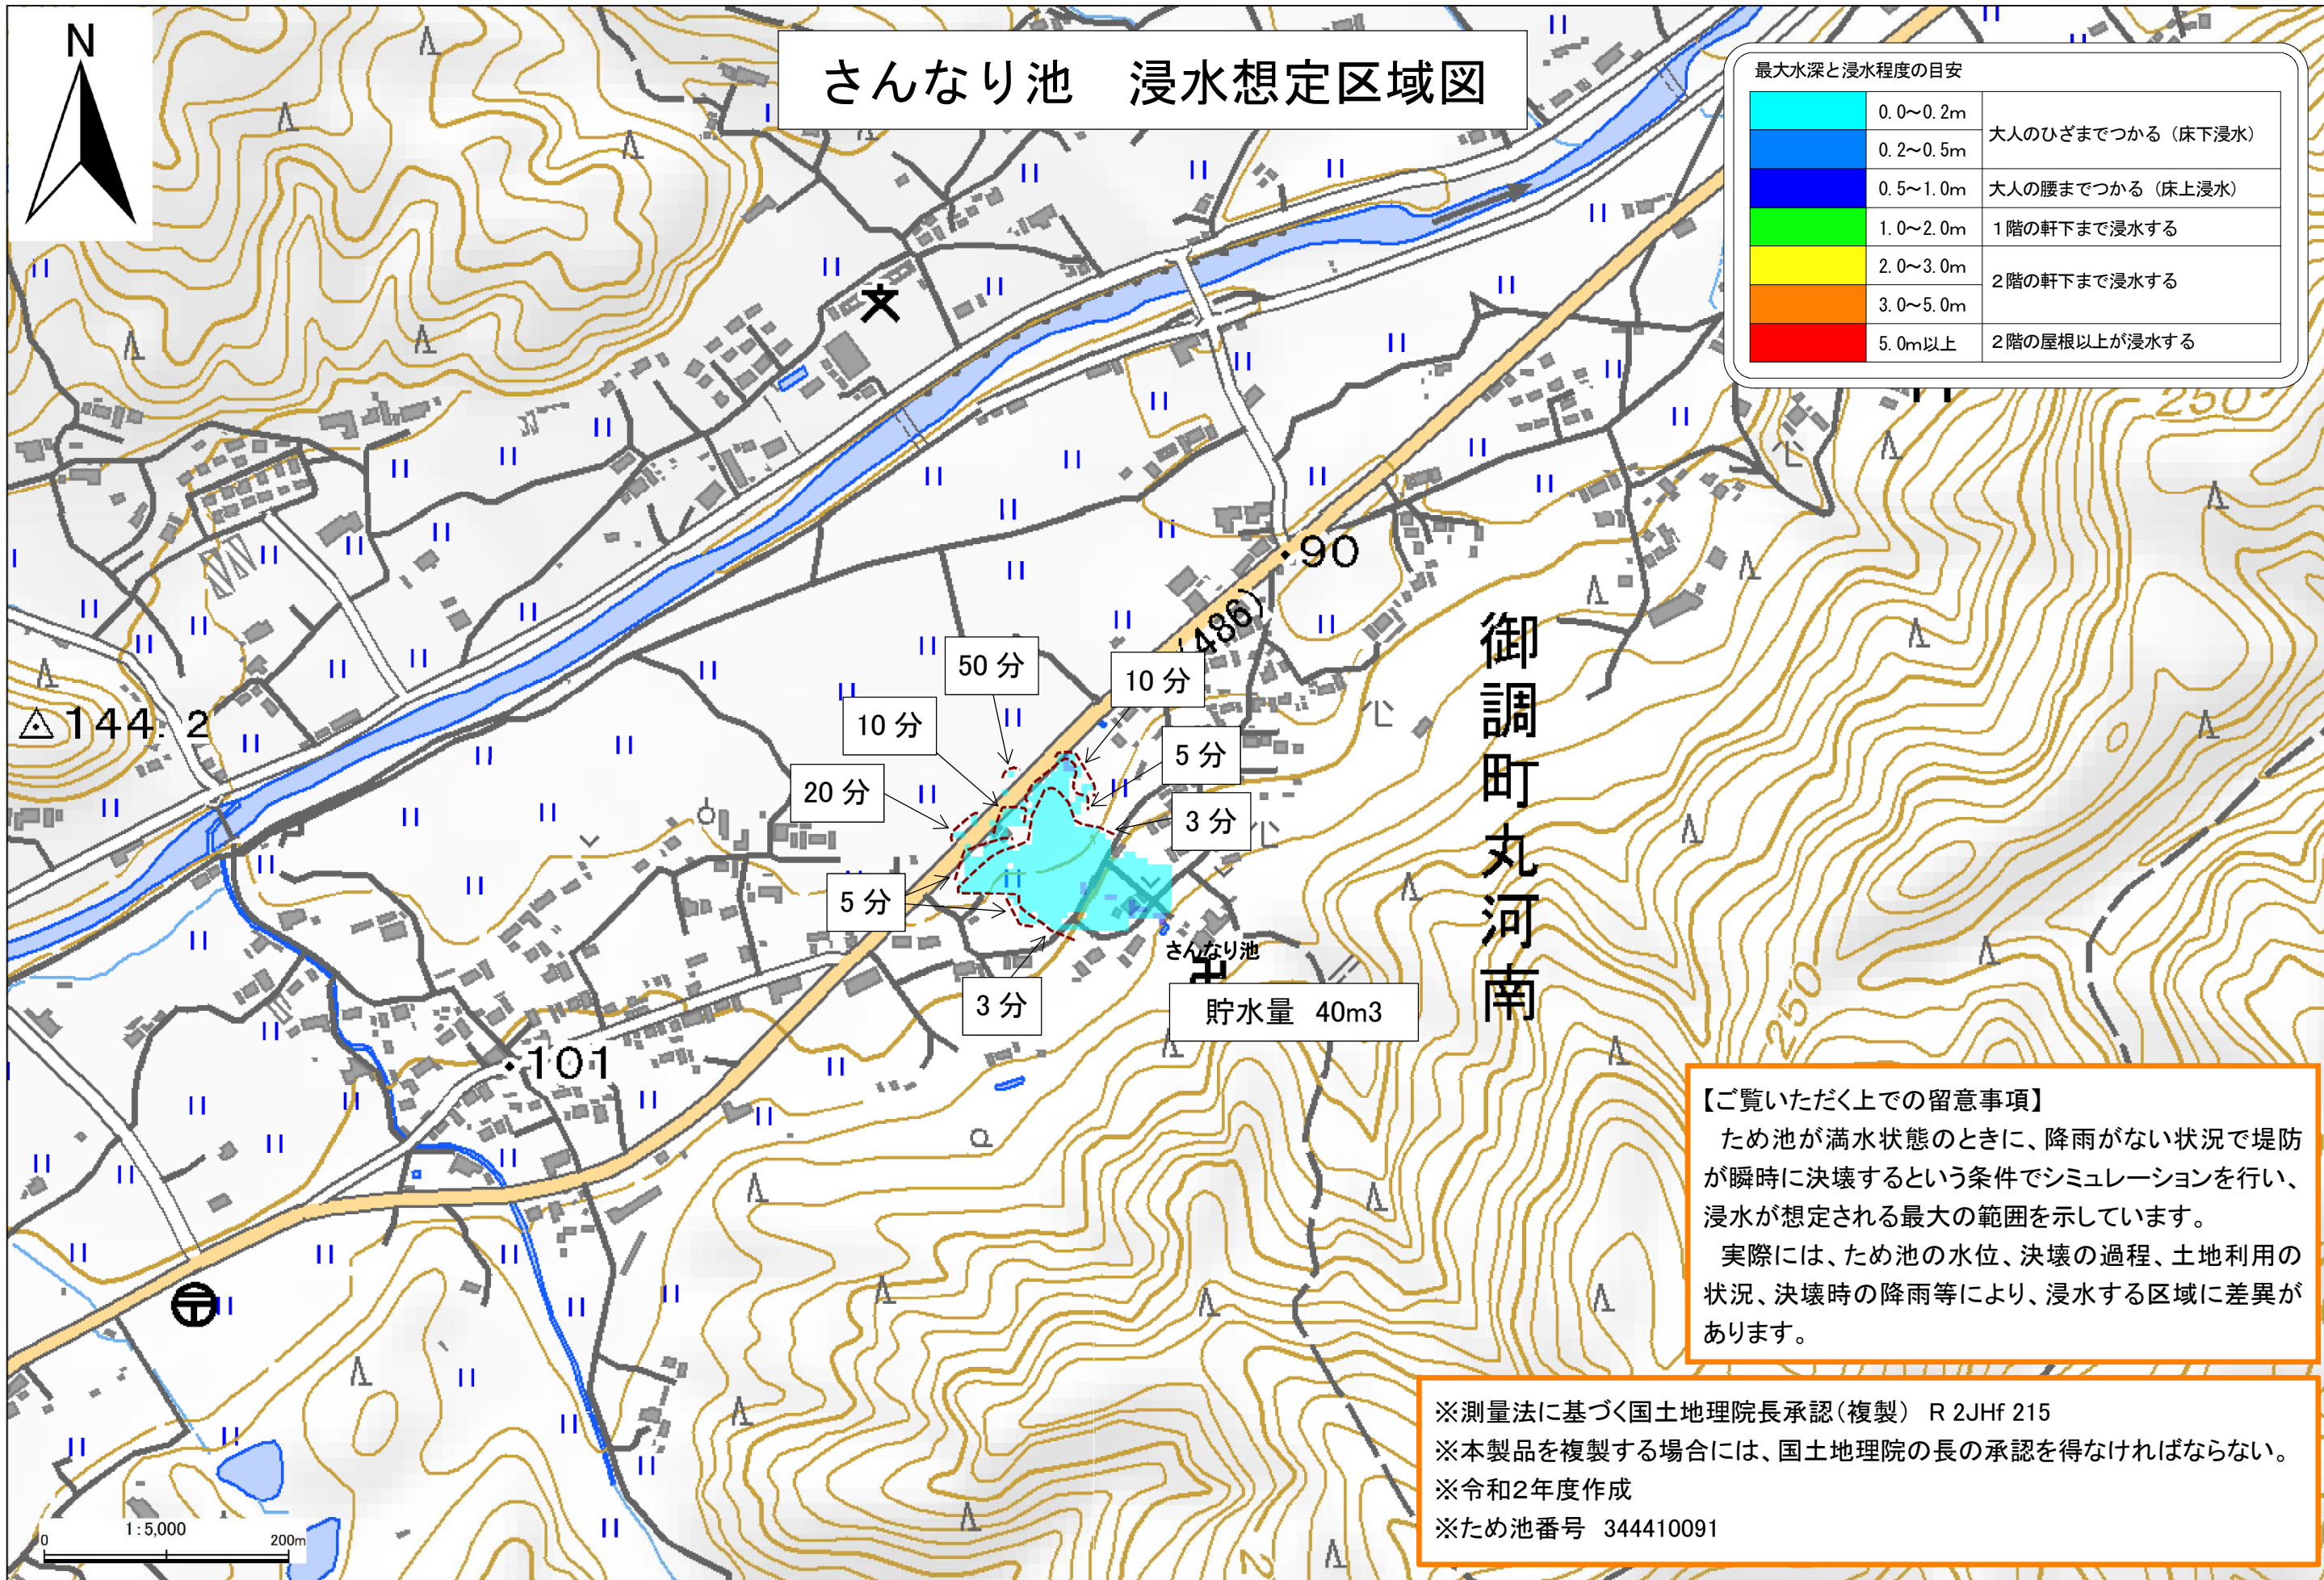 N
さんなり池　浸水想定区域図
最大水深と浸水程度の目安
0.0～0.2m
大人のひざまでつかる（床下浸水）
0.2～0.5m
0.5～1.0m
大人の腰までつかる（床上浸水）
1.0～2.0m
1階の軒下まで浸水する
2.0～3.0m
2階の軒下まで浸水する
3.0～5.0m
5.0m以上
2階の屋根以上が浸水する
250
・90
(486)
50 分
10 分
10 分
5 分
20 分
3 分
5 分
3 分
144.2
御調町丸河南
さんなり池
貯水量 40m3
・101
250
【ご覧いただく上での留意事項】
　ため池が満水状態のときに、降雨がない状況で堤防
が瞬時に決壊するという条件でシミュレーションを行い、
浸水が想定される最大の範囲を示しています。
　実際には、ため池の水位、決壊の過程、土地利用の
状況、決壊時の降雨等により、浸水する区域に差異が
あります。
※測量法に基づく国土地理院長承認（複製） R 2JHf 215
※本製品を複製する場合には、国土地理院の長の承認を得なければならない。
※令和2年度作成
※ため池番号 344410091
1:5,000
0
200m